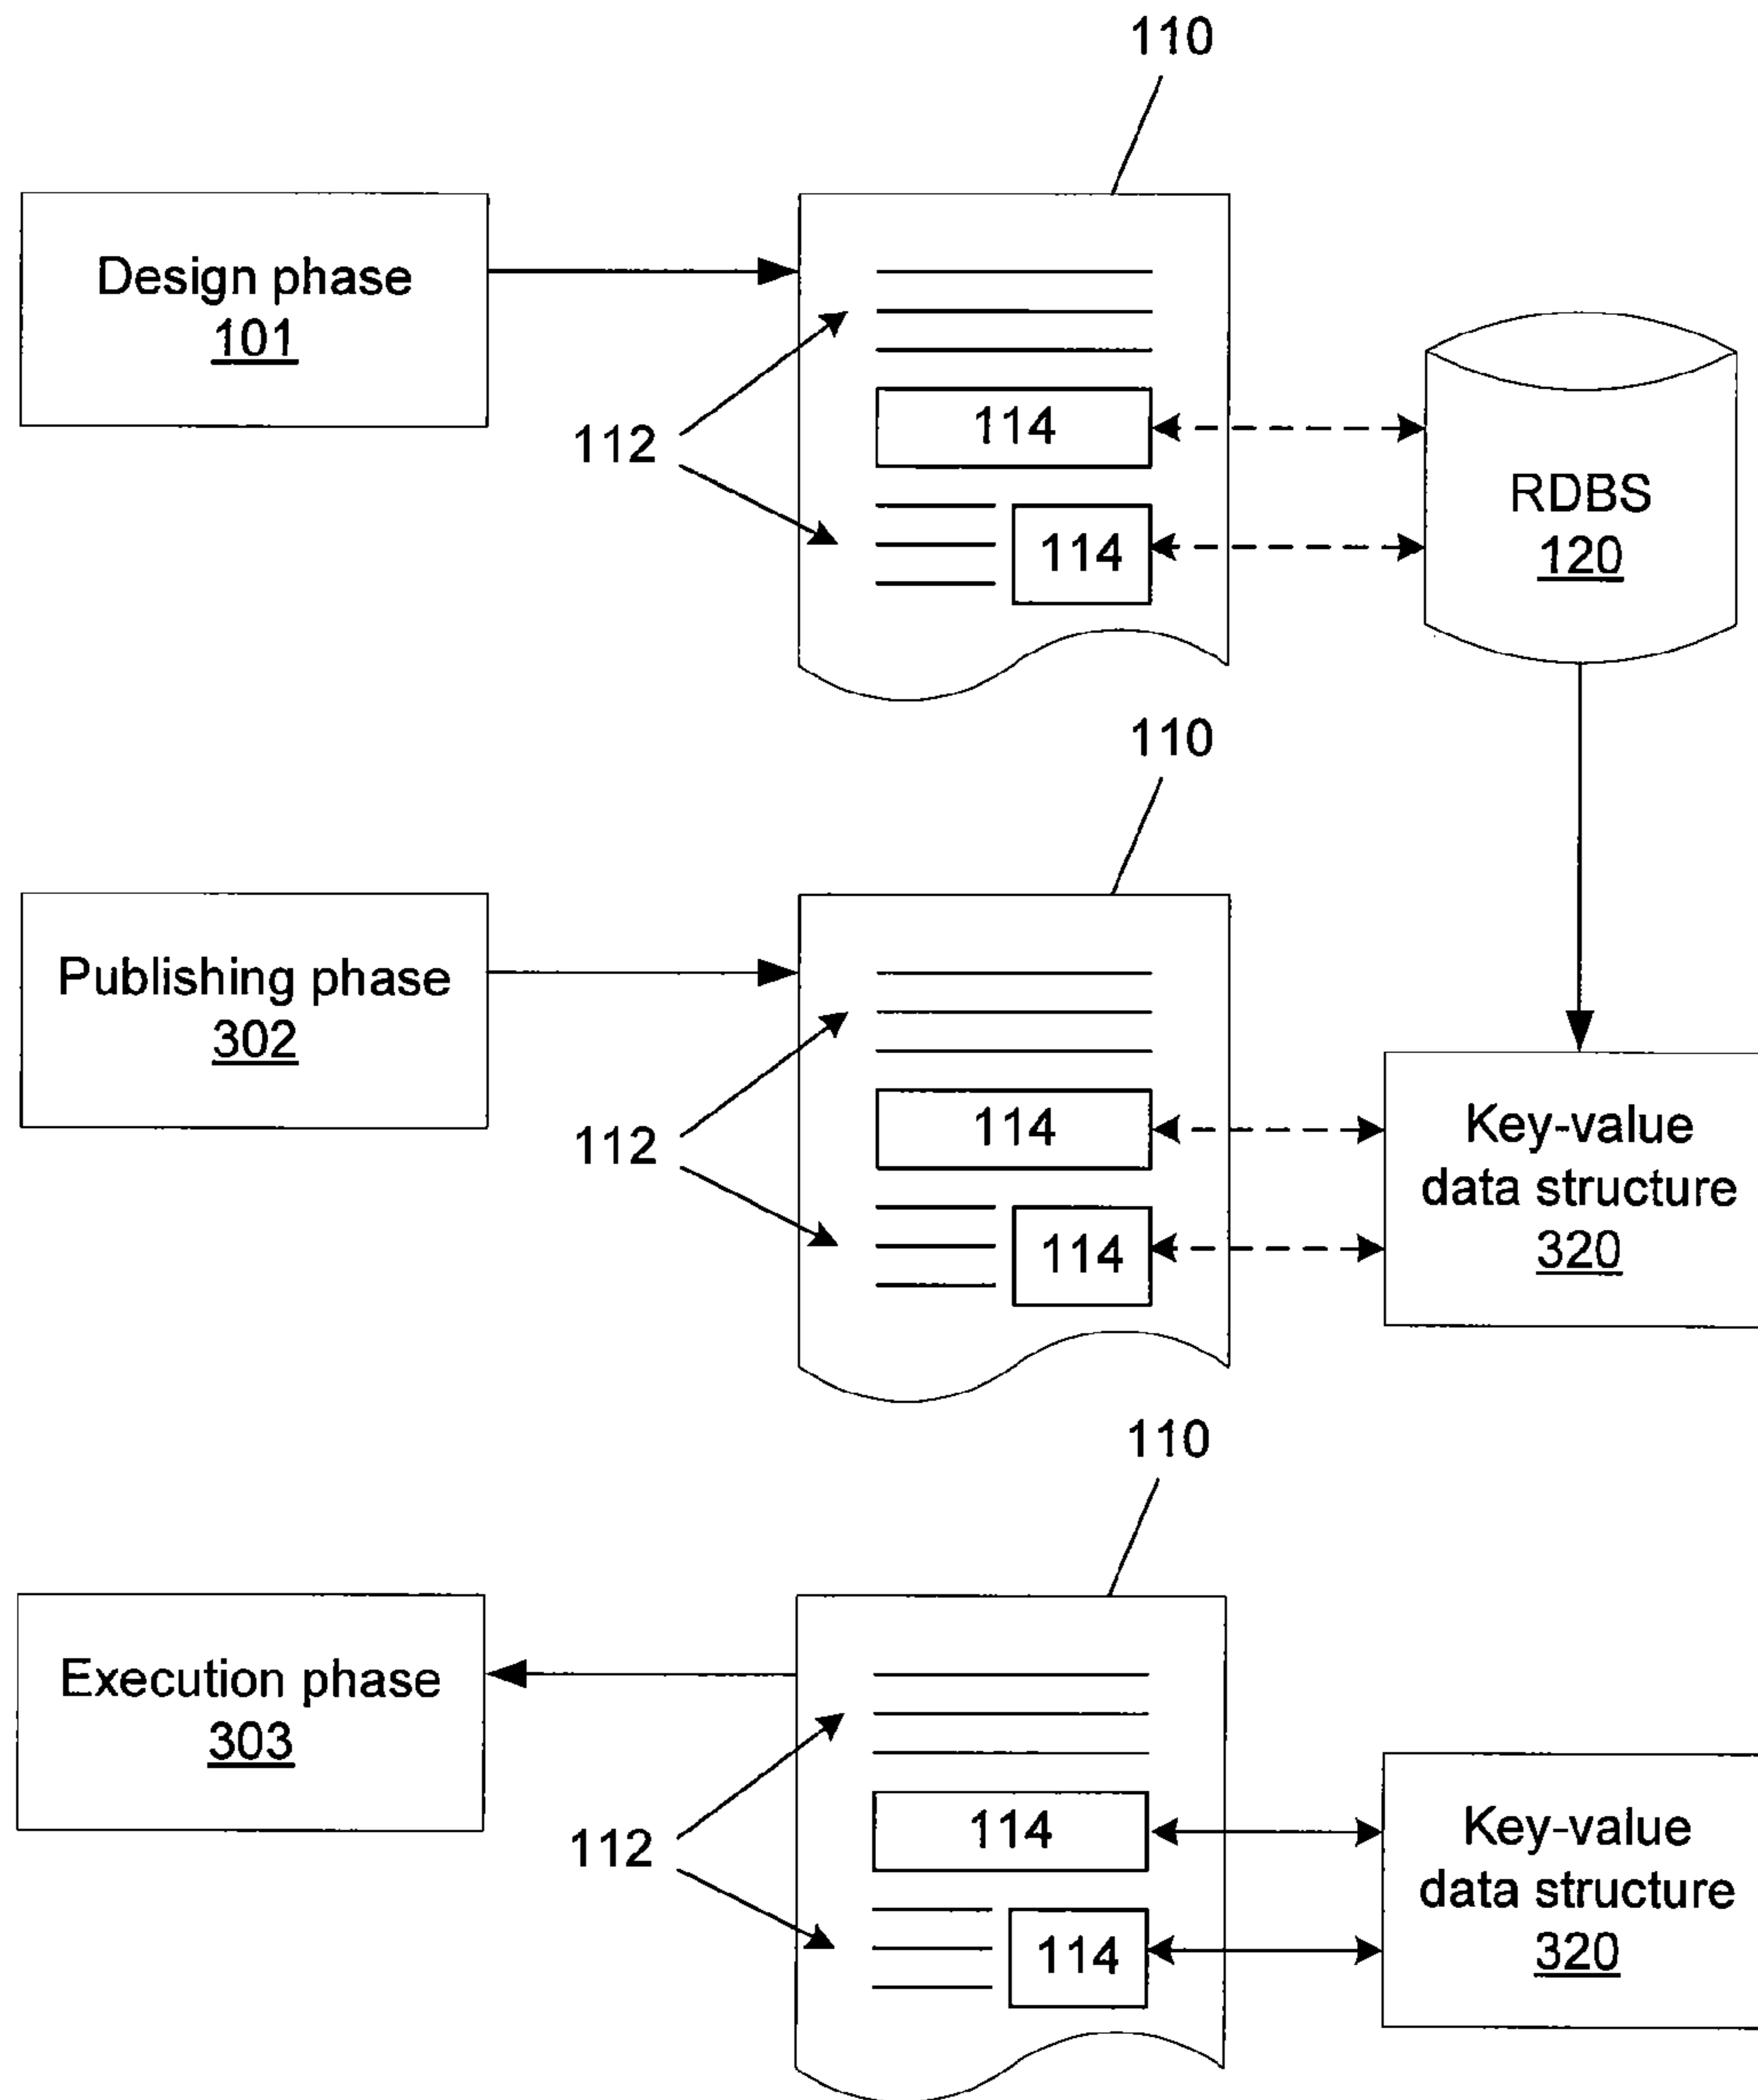 110
Design phase
101
112
114
114
RDBS
120
110
Publishing phase
302
112
114
114
Key-value
data structure
320
110
Execution phase
303
112
114
114
Key-value
data structure
320